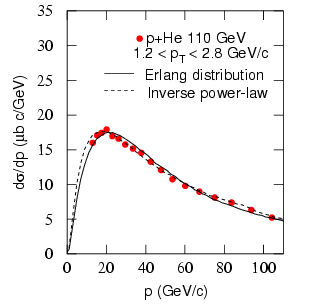 35
30
25
20
15
10
5
0
dσ/dp (μb c/GeV)
p+He 110 GeV
1.2 < pT < 2.8 GeV/c
Erlang distribution
Inverse power-law
0 20 40 60 80 100
p (GeV/c)